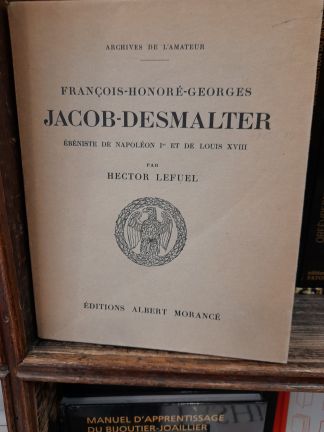 ARCHIVES DE L'AMATEUR
FRANÇOIS-HONORÉ-GEORGES
JACOB-DESMALTER
ÉBÉNISTE DE NAPOLÉON Ier ET DE LOUIS XVIII
PAR
HECTOR LEFUEL
ÉDITIONS ALBERT MORANCÉ
MANUEL D'APPRENTISSAGE
DU BIJOUTIER-JOAILLIER